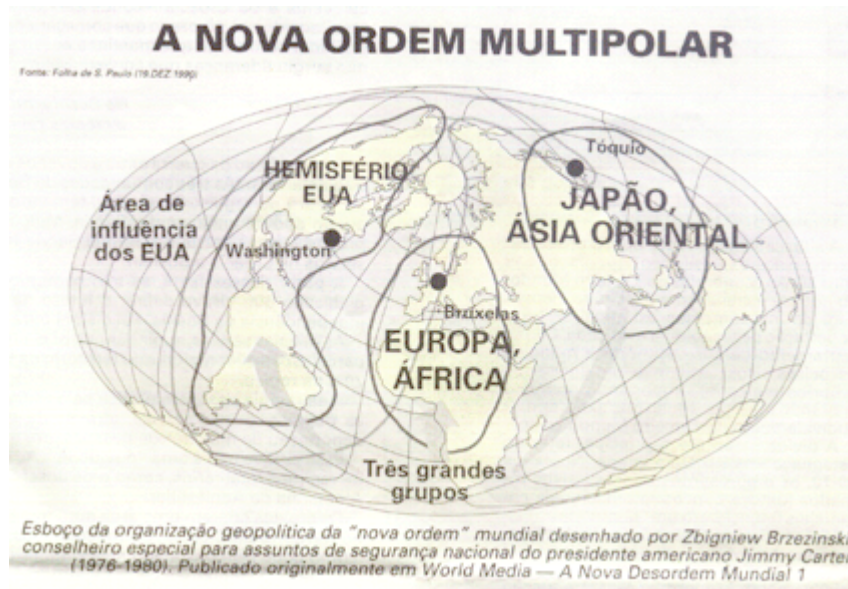 A NOVA ORDEM MULTIPOLAR
Fonte: Folha de S. Paulo (19.DEZ.1990)
Tóquio
HEMISFÉRIO
EUA
JAPÃO,
ÁSIA ORIENTAL
Área de
influência
dos EUA
Washington
Bruxelas
EUROPA,
ÁFRICA
Três grandes
grupos
Esboço da organização geopolítica da "nova ordem" mundial desenhado por Zbigniew Brzezinski
conselheiro especial para assuntos de segurança nacional do presidente americano Jimmy Carter
(1976-1980). Publicado originalmente em World Media — A Nova Desordem Mundial 1